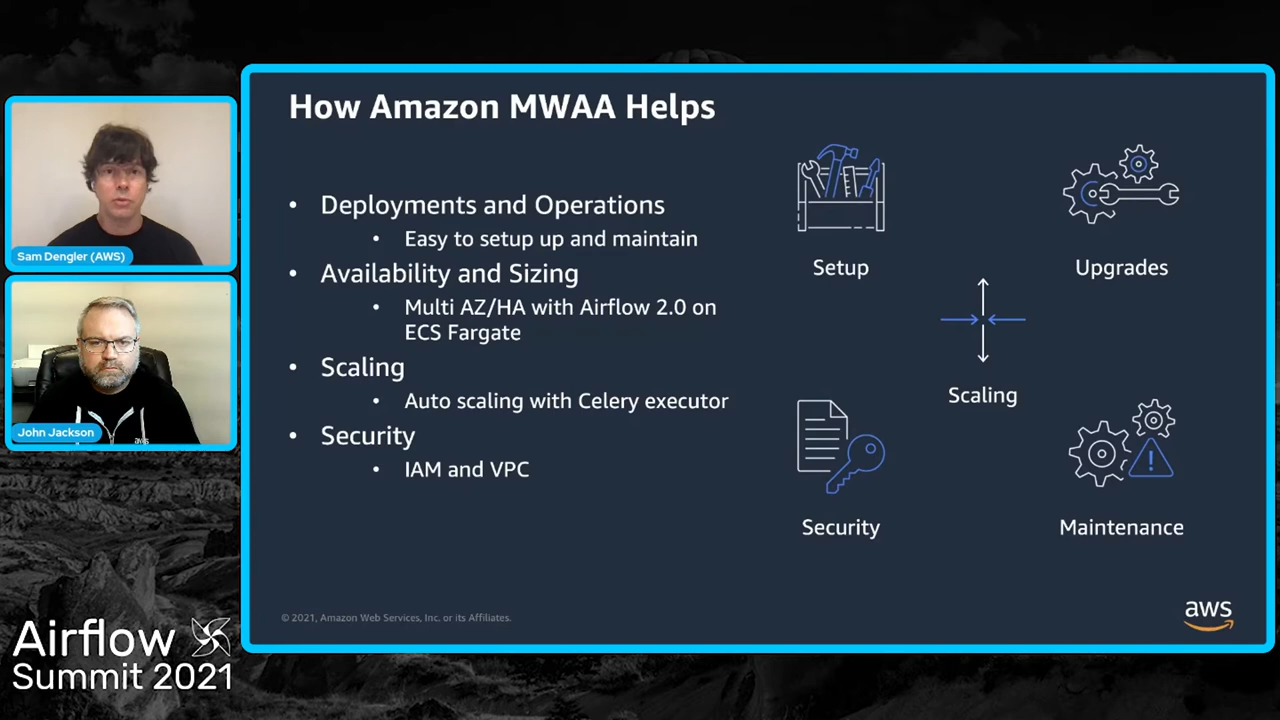 How Amazon MWAA Helps
• Deployments and Operations
• Easy to setup up and maintain
• Availability and Sizing
• Multi AZ/HA with Airflow 2.0 on
ECS Fargate
• Scaling
• Auto scaling with Celery executor
• Security
• IAM and VPC
Setup
Upgrades
Scaling
Security
Maintenance
© 2021, Amazon Web Services, Inc. or its Affiliates.
aws
Sam Dengler (AWS)
John Jackson
aws
Airflow
Summit 2021